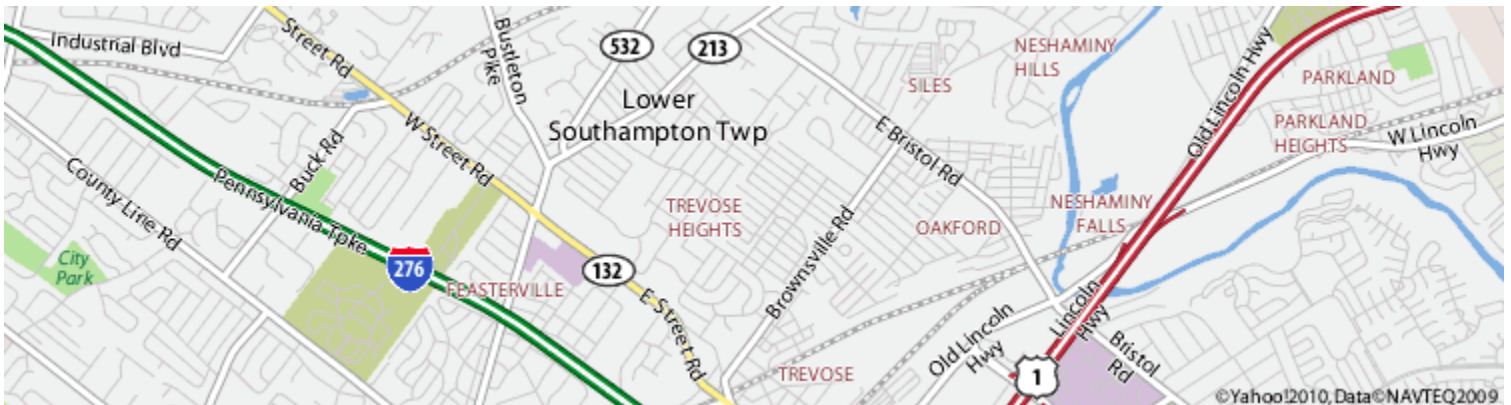 Industrial Blvd
Street Rd
Bustleton
Pike
532
213
Lower
Southampton Twp
NESHAMINY
HILLS
SILES
Old Lincoln Hwy
PARKLAND
PARKLAND
HEIGHTS
W Lincoln
Hwy
E Bristol Rd
W Street Rd
Buck Rd
County Line Rd
Pennsylvania Tpke
TREVOSE
HEIGHTS
Brownsville Rd
OAKFORD
NESHAMINY
FALLS
City
Park
276
FEASTERVILLE
132
E Street Rd
TREVOSE
Old Lincoln
Hwy
Lincoln
Hwy
1
Bristol
Rd
©Yahoo!2010, Data©NAVTEQ2009